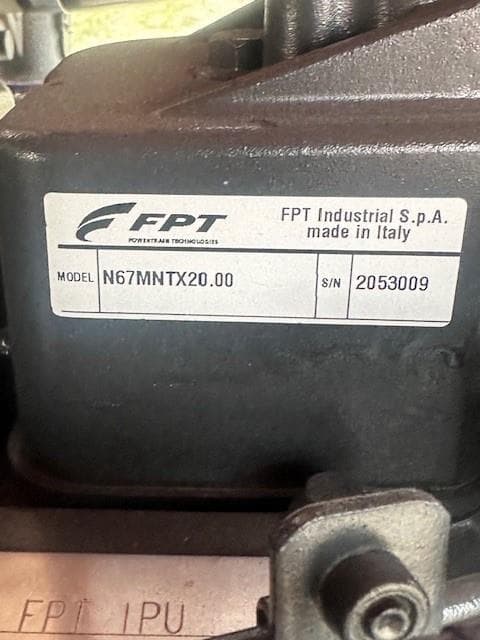 FPT
POWERTRAIN TECHNOLOGIES
FPT Industrial S.p.A.
made in Italy
MODEL N67MNTX20.00 S/N 2053009
FPT IPU